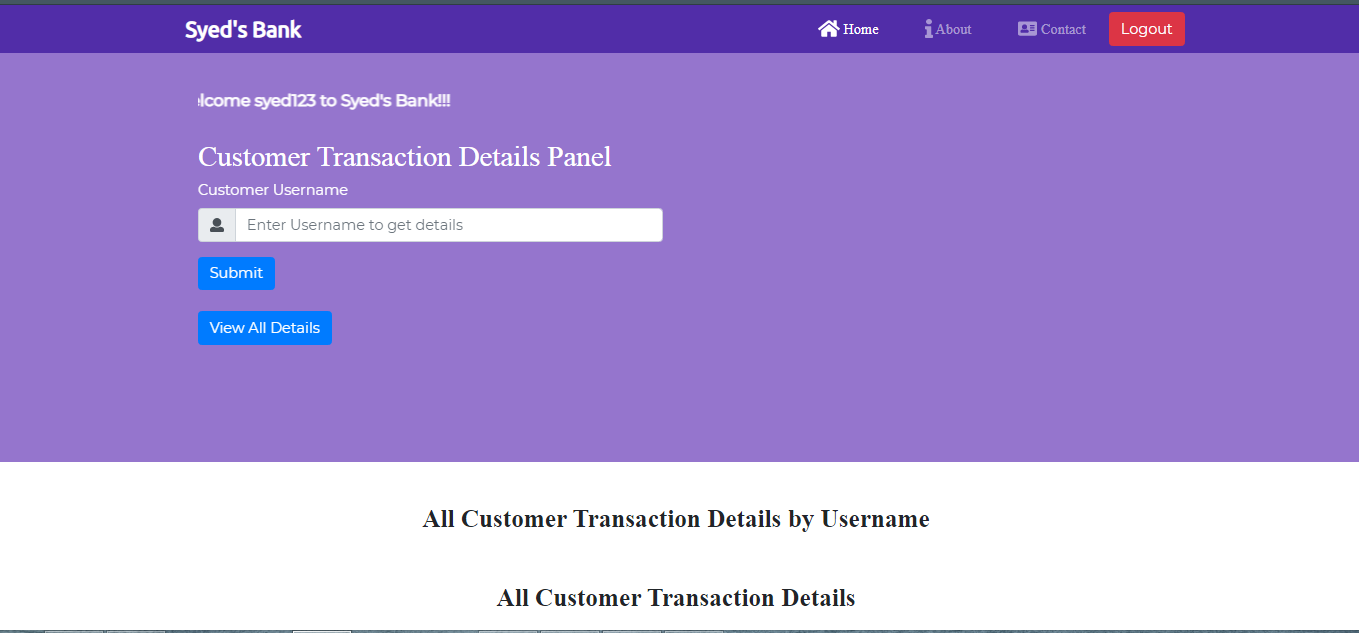 Syed's Bank
Home
About
Contact
Logout
elcome syed123 to Syed's Bank!!!
Customer Transaction Details Panel
Customer Username
Enter Username to get details
Submit
View All Details
All Customer Transaction Details by Username
All Customer Transaction Details